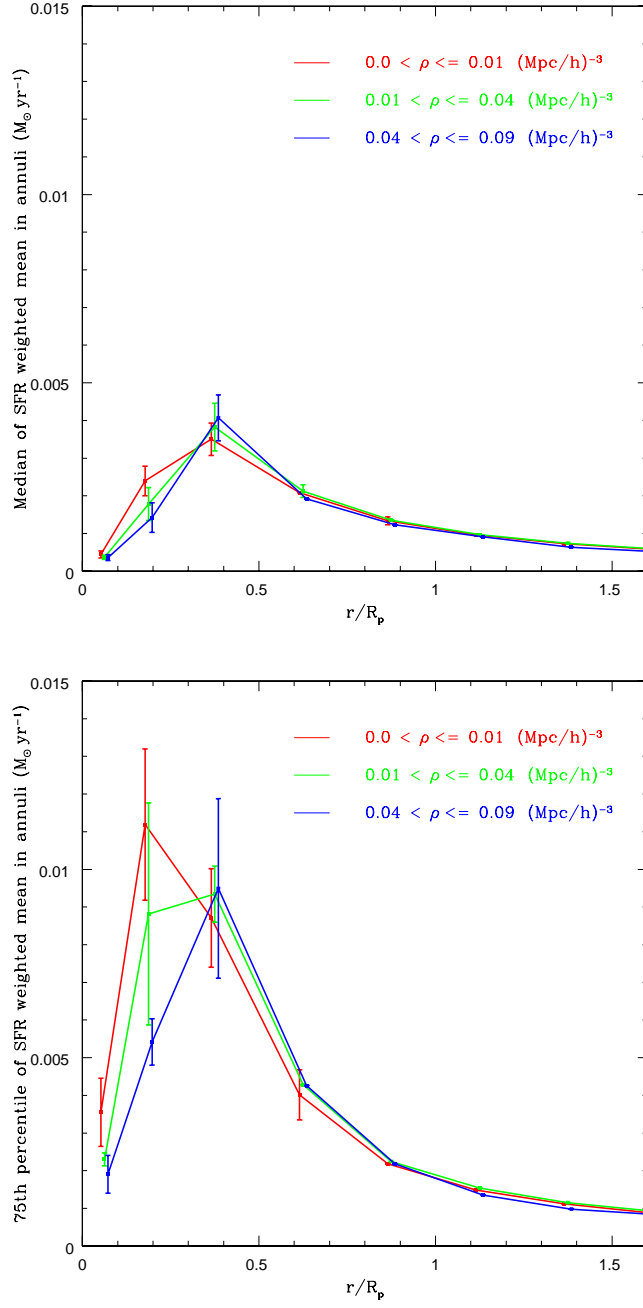 0.015
0.0 < ρ <= 0.01 (Mpc/h)⁻³
0.01 < ρ <= 0.04 (Mpc/h)⁻³
0.04 < ρ <= 0.09 (Mpc/h)⁻³
0.01
0.005
0
Median of SFR weighted mean in annuli (M⊙ yr⁻¹)
0 0.5 1 1.5
r/Rₚ
0.015
0.0 < ρ <= 0.01 (Mpc/h)⁻³
0.01 < ρ <= 0.04 (Mpc/h)⁻³
0.04 < ρ <= 0.09 (Mpc/h)⁻³
0.01
0.005
0
75th percentile of SFR weighted mean in annuli (M⊙ yr⁻¹)
0 0.5 1 1.5
r/Rₚ